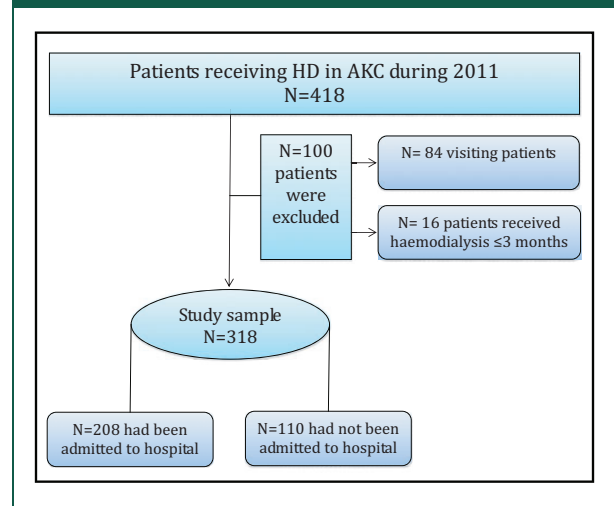 Patients receiving HD in AKC during 2011
N=418
N=100
patients
were
excluded
N= 84 visiting patients
N= 16 patients received
haemodialysis ≤3 months
Study sample
N=318
N=208 had been
admitted to hospital
N=110 had not been
admitted to hospital